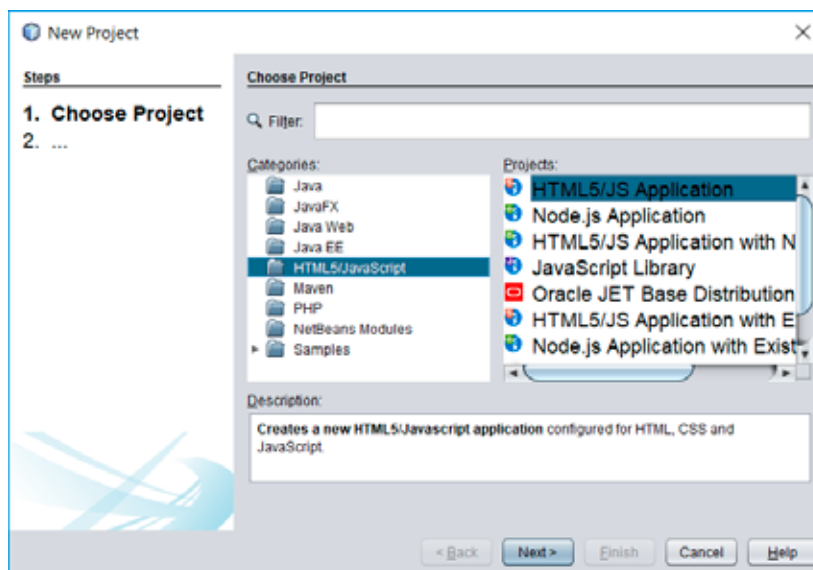 New Project
Steps
1. Choose Project
2. ...
Choose Project
Filter:
Categories:
Java
JavaFX
Java Web
Java EE
HTML5/JavaScript
Maven
PHP
NetBeans Modules
Samples
Projects:
HTML5/JS Application
Node.js Application
HTML5/JS Application with N
JavaScript Library
Oracle JET Base Distribution
HTML5/JS Application with E
Node.js Application with Exist
Description:
Creates a new HTML5/Javascript application configured for HTML, CSS and
JavaScript.
< Back
Next >
Finish
Cancel
Help